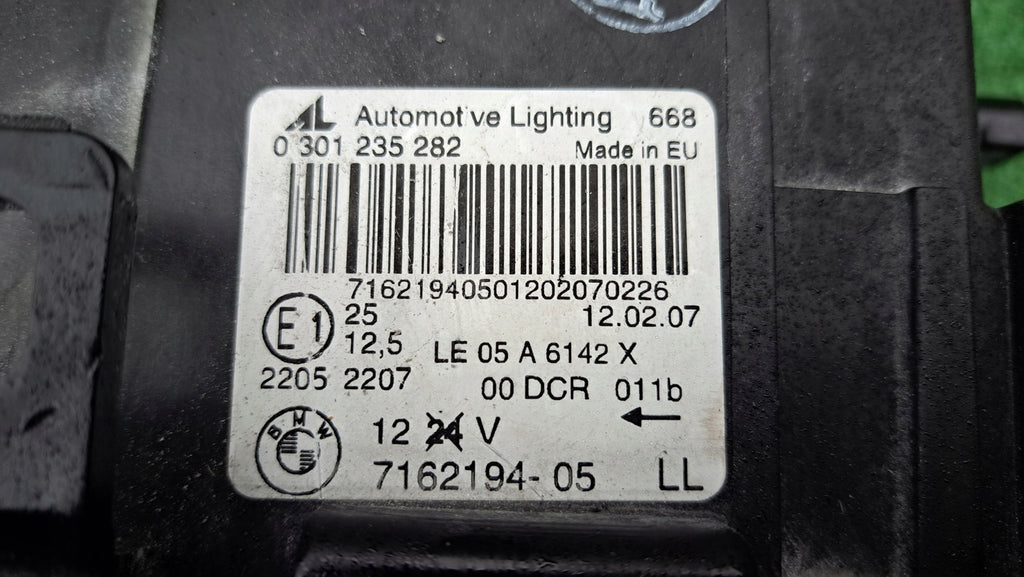 AL Automotive Lighting 668
0 301 235 282 Made in EU
71621940501202070226
E1 25 12.02.07
12,5 LE 05 A 6142 X
2205 2207 00 DCR 011b
←
BMW 12 24 V
7162194-05 LL